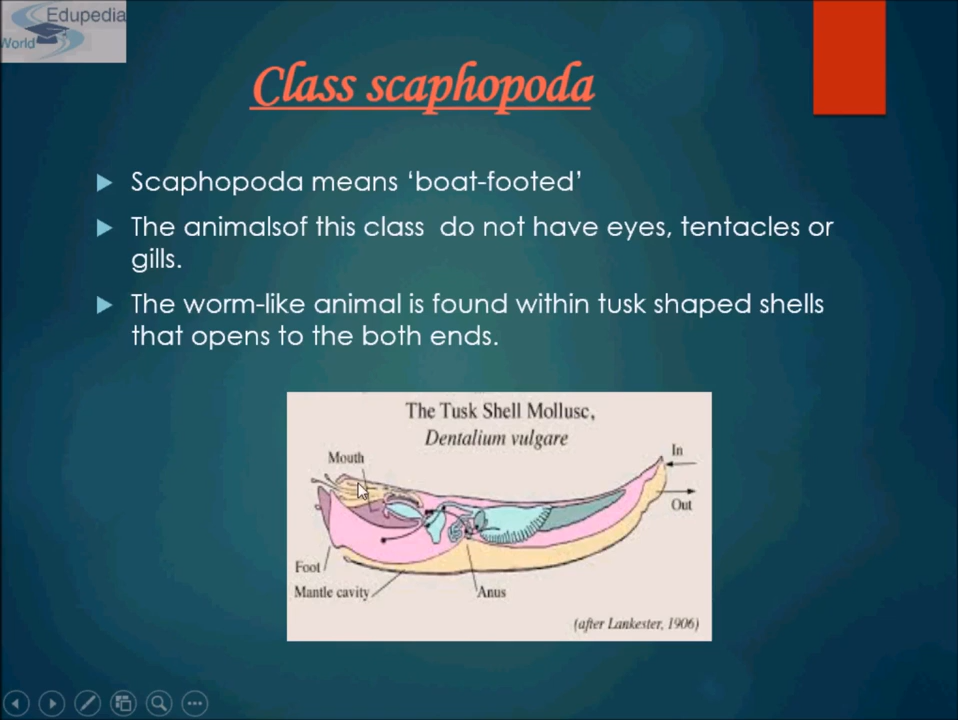 Edupedia
World
Class scaphopoda
Scaphopoda means ‘boat-footed’
The animalsof this class do not have eyes, tentacles or
gills.
The worm-like animal is found within tusk shaped shells
that opens to the both ends.
The Tusk Shell Mollusc,
Dentalium vulgare
Mouth
In
Out
Foot
Mantle cavity
Anus
(after Lankester, 1906)